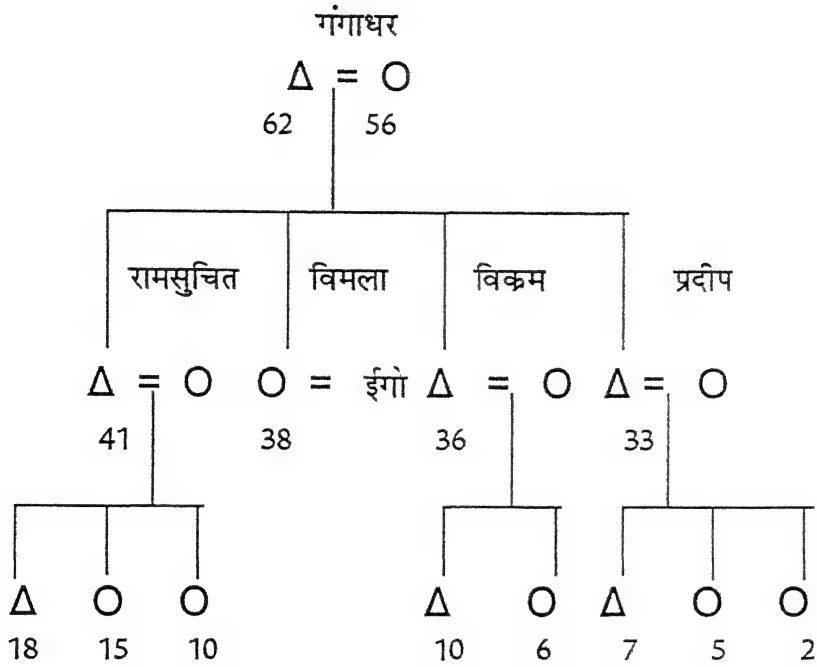 गंगाधर
Δ = O
62 56
रामसुचित विमला विक्रम प्रदीप
Δ = O O = ईगो Δ = O Δ = O
41 38 36 33
Δ O O Δ O Δ O O
18 15 10 10 6 7 5 2